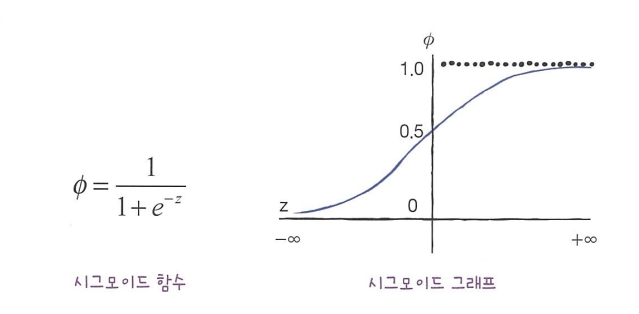 φ = 1 / (1 + e^{-z})
시그모이드 함수
φ
1.0
0.5
z 0
-∞ +∞
시그모이드 그래프